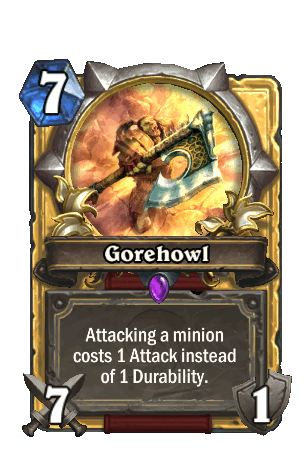 7
Gorehowl
Attacking a minion
costs 1 Attack instead
of 1 Durability.
7
1